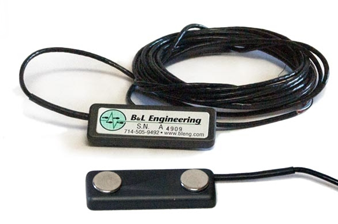 B&L Engineering
S.N. A 4909
714-505-9492 • www.bleng.com